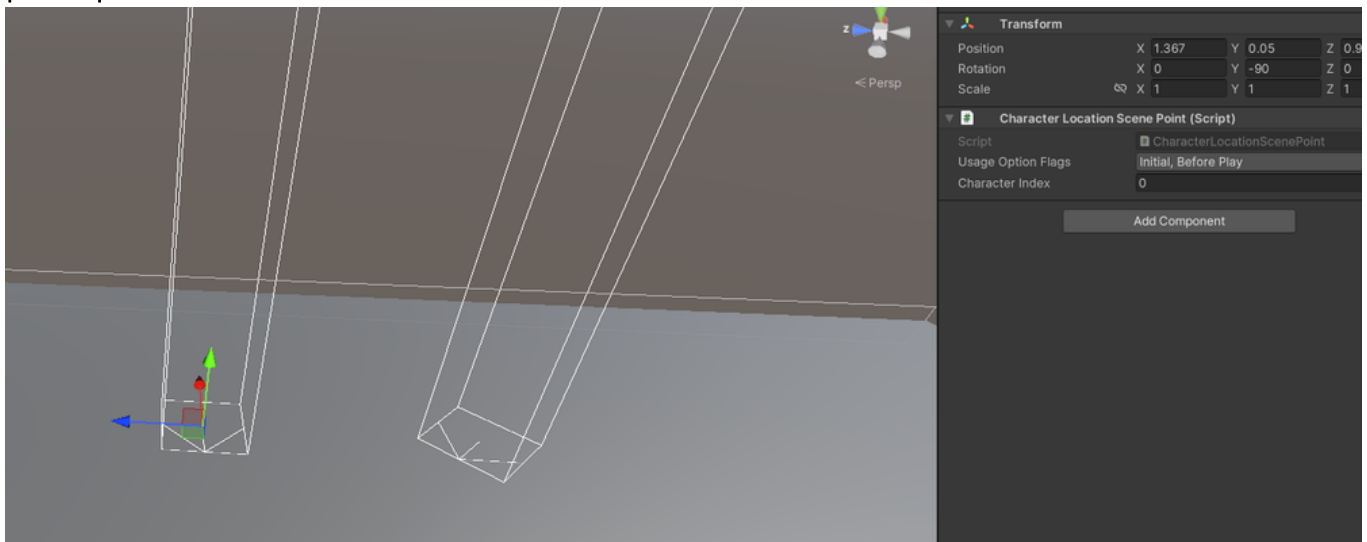 z
< Persp
Transform
Position X 1.367 Y 0.05 Z 0.9
Rotation X 0 Y -90 Z 0
Scale X 1 Y 1 Z 1
# Character Location Scene Point (Script)
Script CharacterLocationScenePoint
Usage Option Flags Initial, Before Play
Character Index 0
Add Component